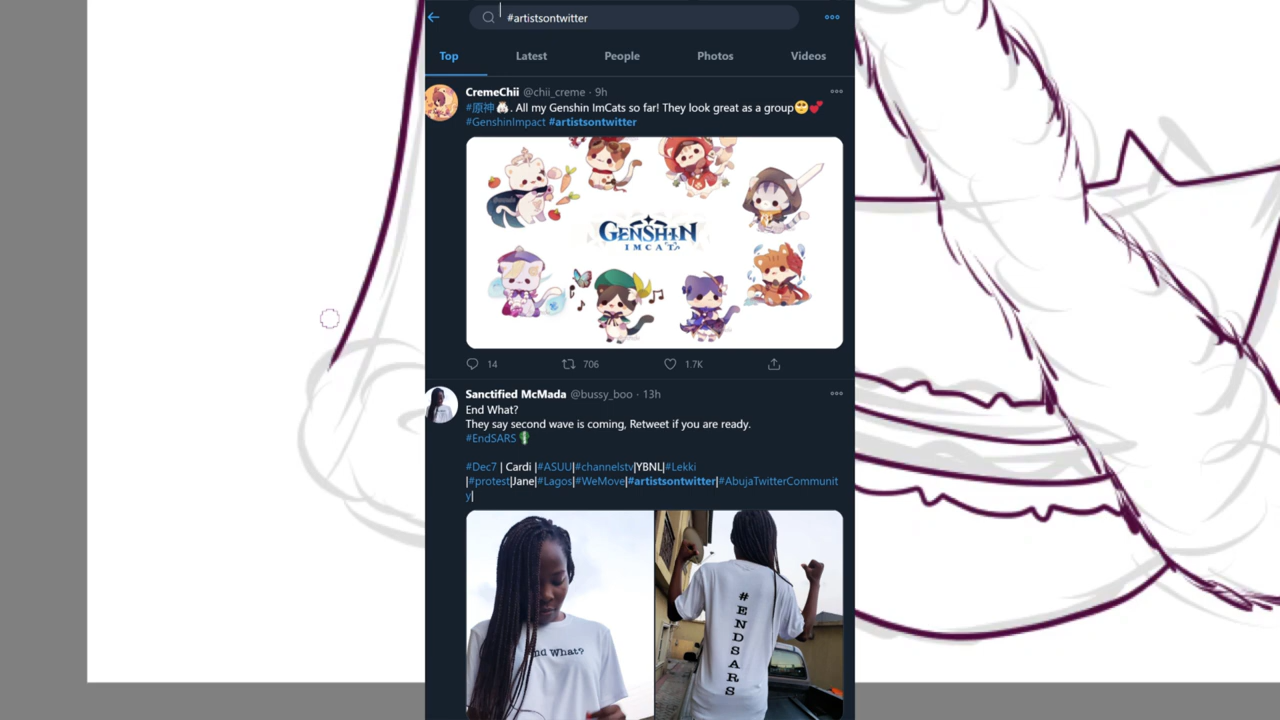 #artistsontwitter
Top
Latest
People
Photos
Videos
CremeChii @chii_creme · 9h
#原神. All my Genshin ImCats so far! They look great as a group🥺💕
#GenshinImpact #artistsontwitter
GENSHIN
IMCAT
14
706
1.7K
Sanctified McMada @bussy_boo · 13h
End What?
They say second wave is coming, Retweet if you are ready.
#EndSARS
#Dec7 | Cardi |#ASUU|#channelstv|YBNL|#Lekki
|#protest|Jane|#Lagos|#WeMove|#artistsontwitter|#AbujaTwitterCommunit
y|
End What?
#ENDSARS